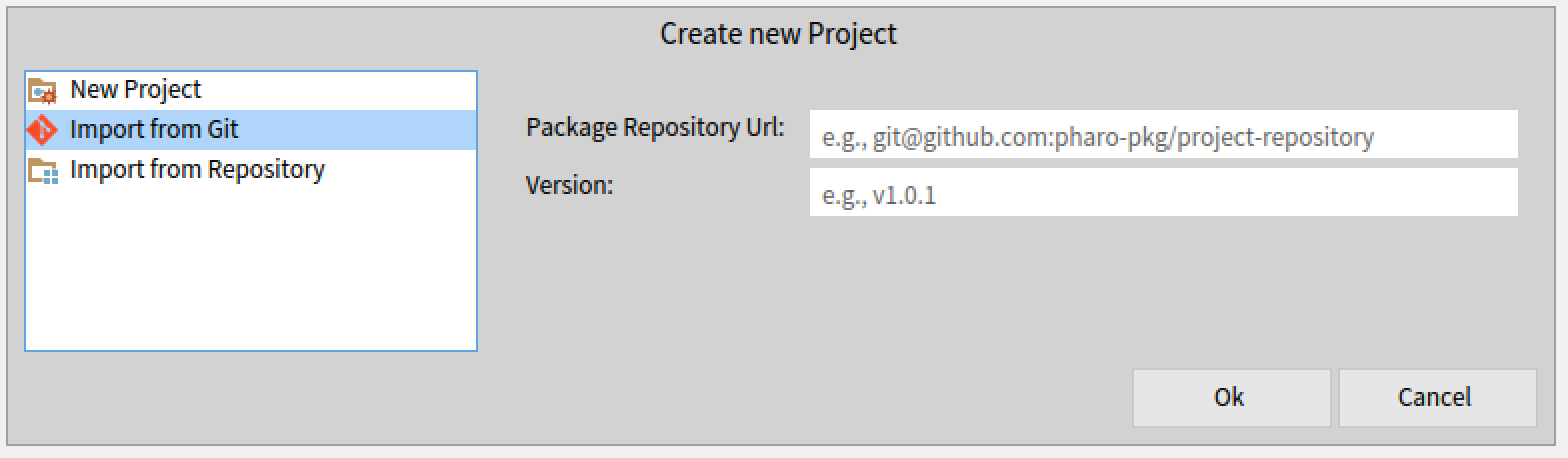 Create new Project
New Project
Import from Git
Import from Repository
Package Repository Url:
e.g., git@github.com:pharo-pkg/project-repository
Version:
e.g., v1.0.1
Ok
Cancel